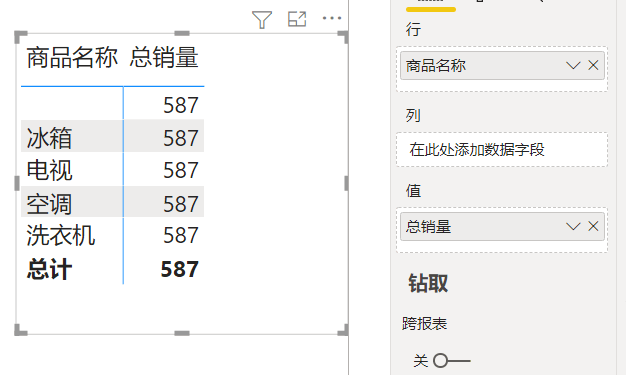 商品名称 总销量
587
冰箱 587
电视 587
空调 587
洗衣机 587
总计 587
行
商品名称
列
在此处添加数据字段
值
总销量
钻取
跨报表
关